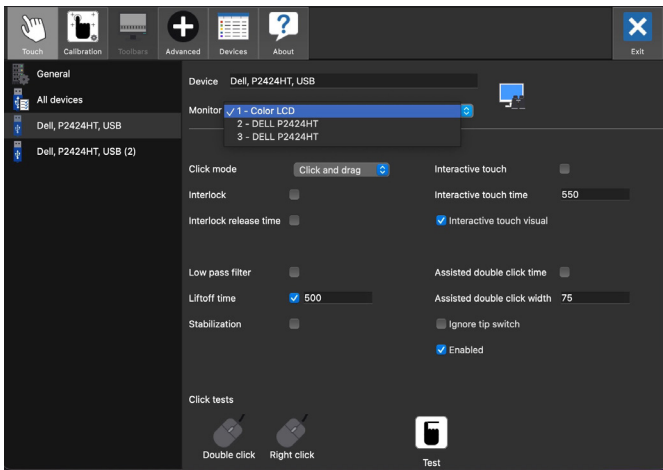 Touch
Calibration
Toolbars
Advanced
Devices
About
Exit
General
All devices
Dell, P2424HT, USB
Dell, P2424HT, USB (2)
Device Dell, P2424HT, USB
Monitor ✓ 1 - Color LCD
2 - DELL P2424HT
3 - DELL P2424HT
Click mode Click and drag
Interactive touch
Interlock
Interactive touch time 550
Interlock release time
Interactive touch visual
Low pass filter
Assisted double click time
Liftoff time 500
Assisted double click width 75
Stabilization
Ignore tip switch
Enabled
Click tests
Double click
Right click
Test